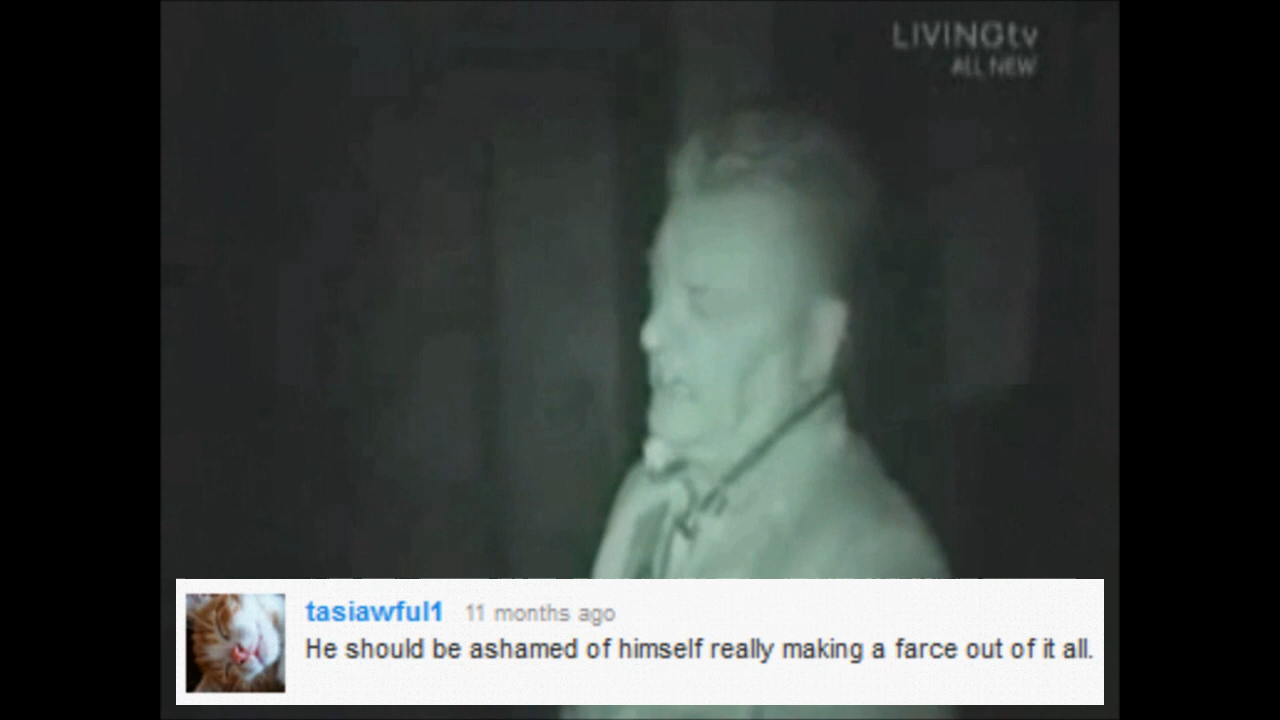 LIVINGtv
ALL NEW
tasiawful1 11 months ago
He should be ashamed of himself really making a farce out of it all.